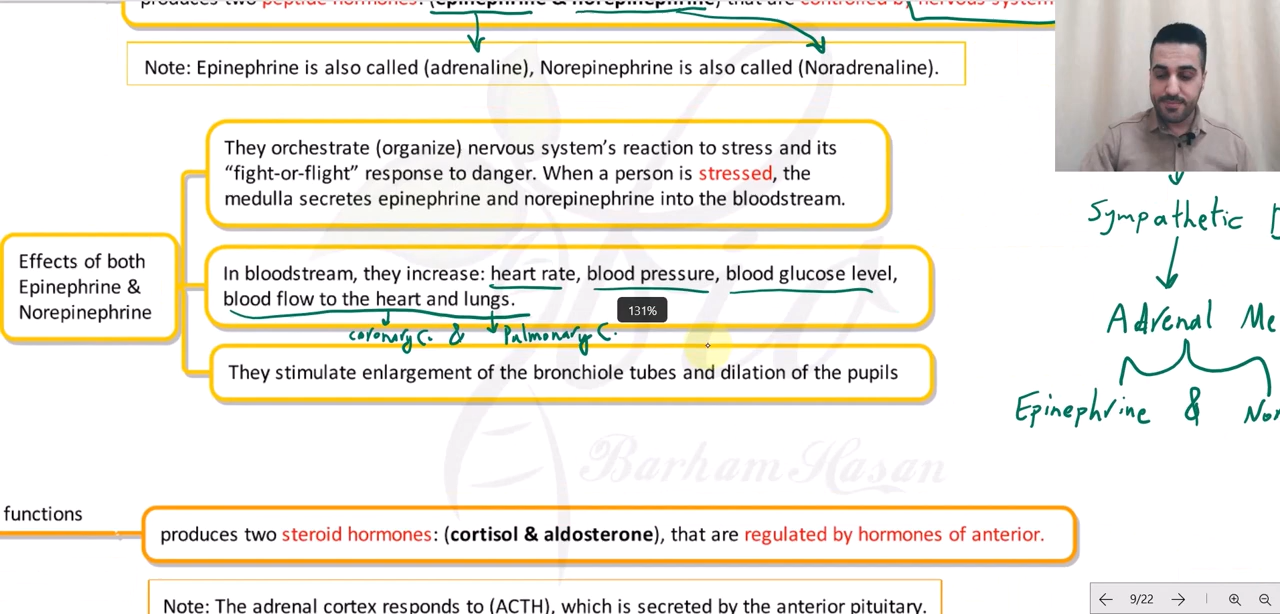 produces two peptide hormones: (epinephrine & norepinephrine) that are controlled by nervous system
Note: Epinephrine is also called (adrenaline), Norepinephrine is also called (Noradrenaline).
They orchestrate (organize) nervous system’s reaction to stress and its
“fight-or-flight” response to danger. When a person is stressed, the
medulla secretes epinephrine and norepinephrine into the bloodstream.
Sympathetic
Effects of both
Epinephrine &
Norepinephrine
In bloodstream, they increase: heart rate, blood pressure, blood glucose level,
blood flow to the heart and lungs.
131%
coronary C. & Pulmonary C.
Adrenal Me
They stimulate enlargement of the bronchiole tubes and dilation of the pupils
Epinephrine & Nor
Barham Hasan
functions
produces two steroid hormones: (cortisol & aldosterone), that are regulated by hormones of anterior.
Note: The adrenal cortex responds to (ACTH), which is secreted by the anterior pituitary.
9/22